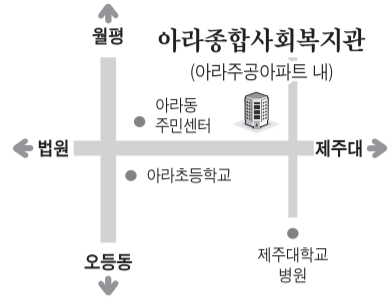 월평
아라종합사회복지관
(아라주공아파트 내)
아라동
주민센터
법원
제주대
아라초등학교
오등동
제주대학교
병원